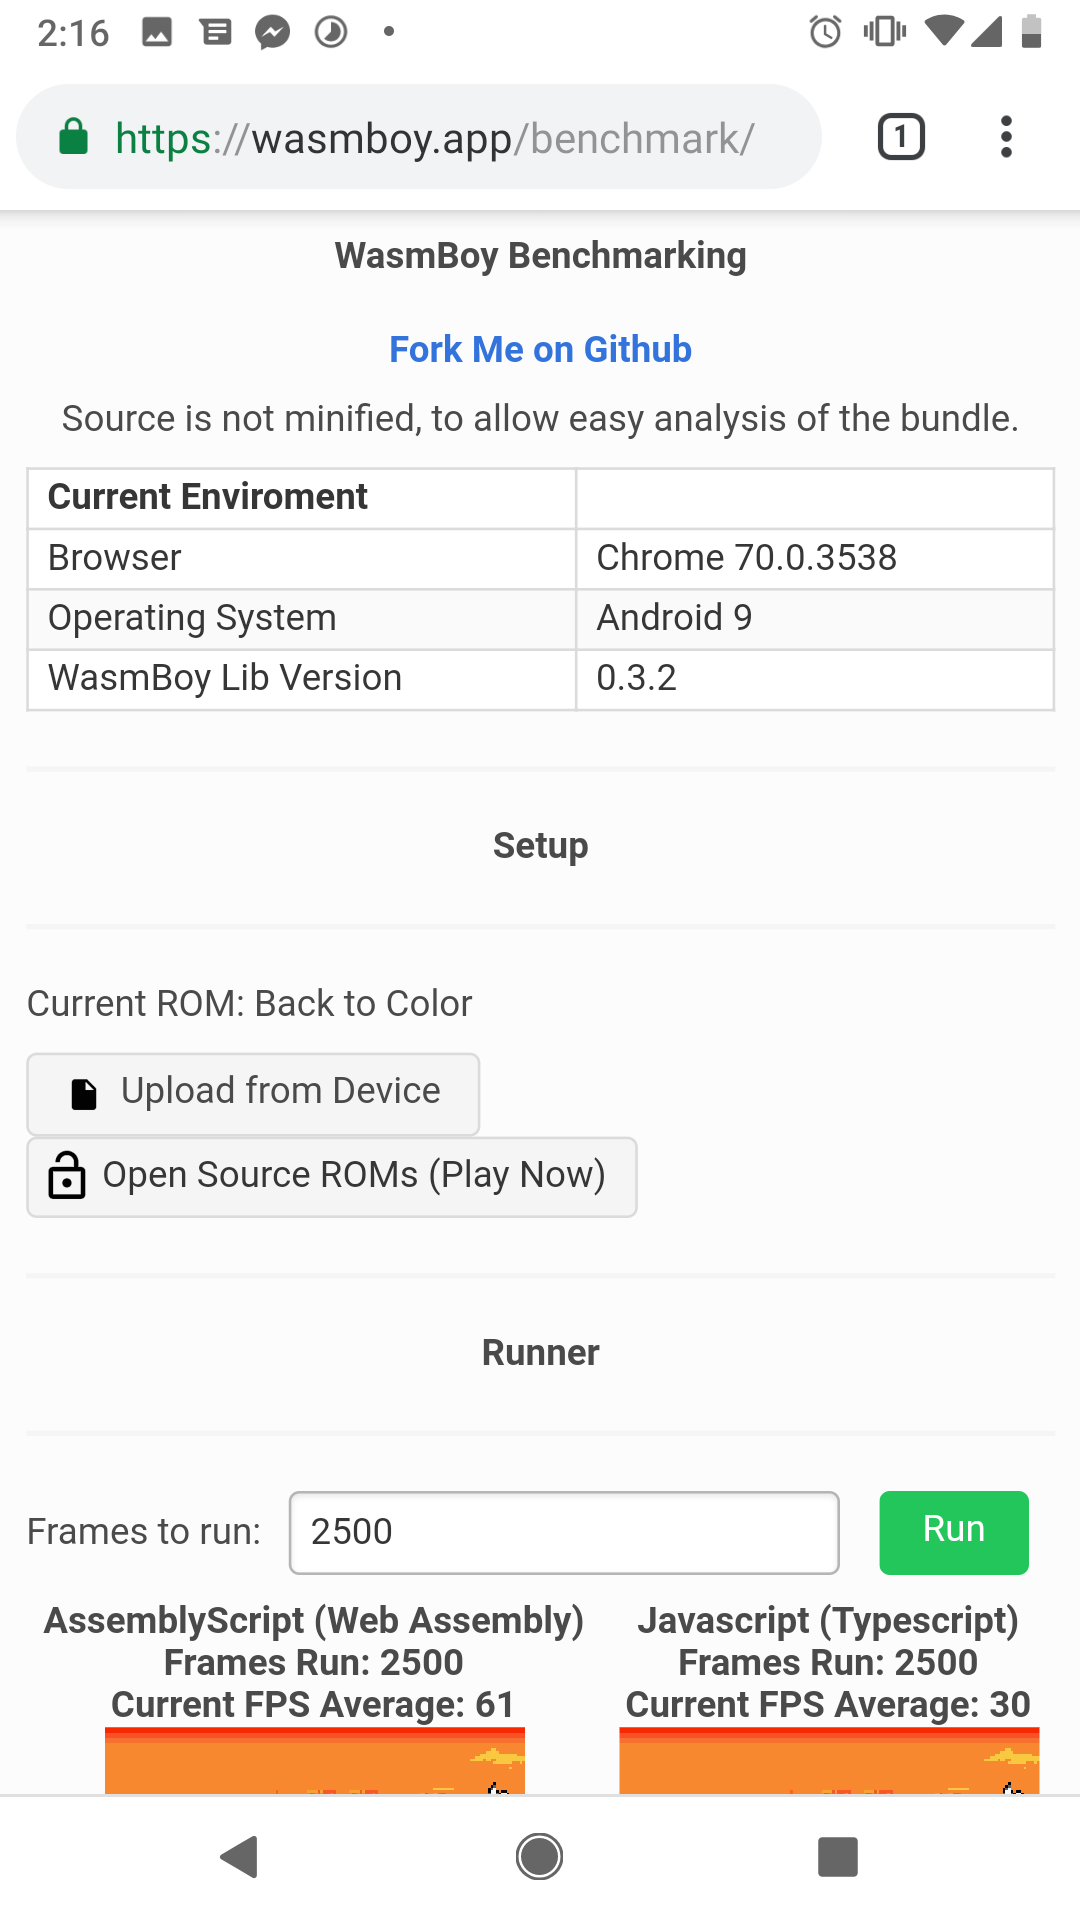 2:16
https://wasmboy.app/benchmark/
1
WasmBoy Benchmarking
Fork Me on Github
Source is not minified, to allow easy analysis of the bundle.
Current Enviroment
Browser Chrome 70.0.3538
Operating System Android 9
WasmBoy Lib Version 0.3.2
Setup
Current ROM: Back to Color
Upload from Device
Open Source ROMs (Play Now)
Runner
Frames to run: 2500 Run
AssemblyScript (Web Assembly) Javascript (Typescript)
Frames Run: 2500 Frames Run: 2500
Current FPS Average: 61 Current FPS Average: 30